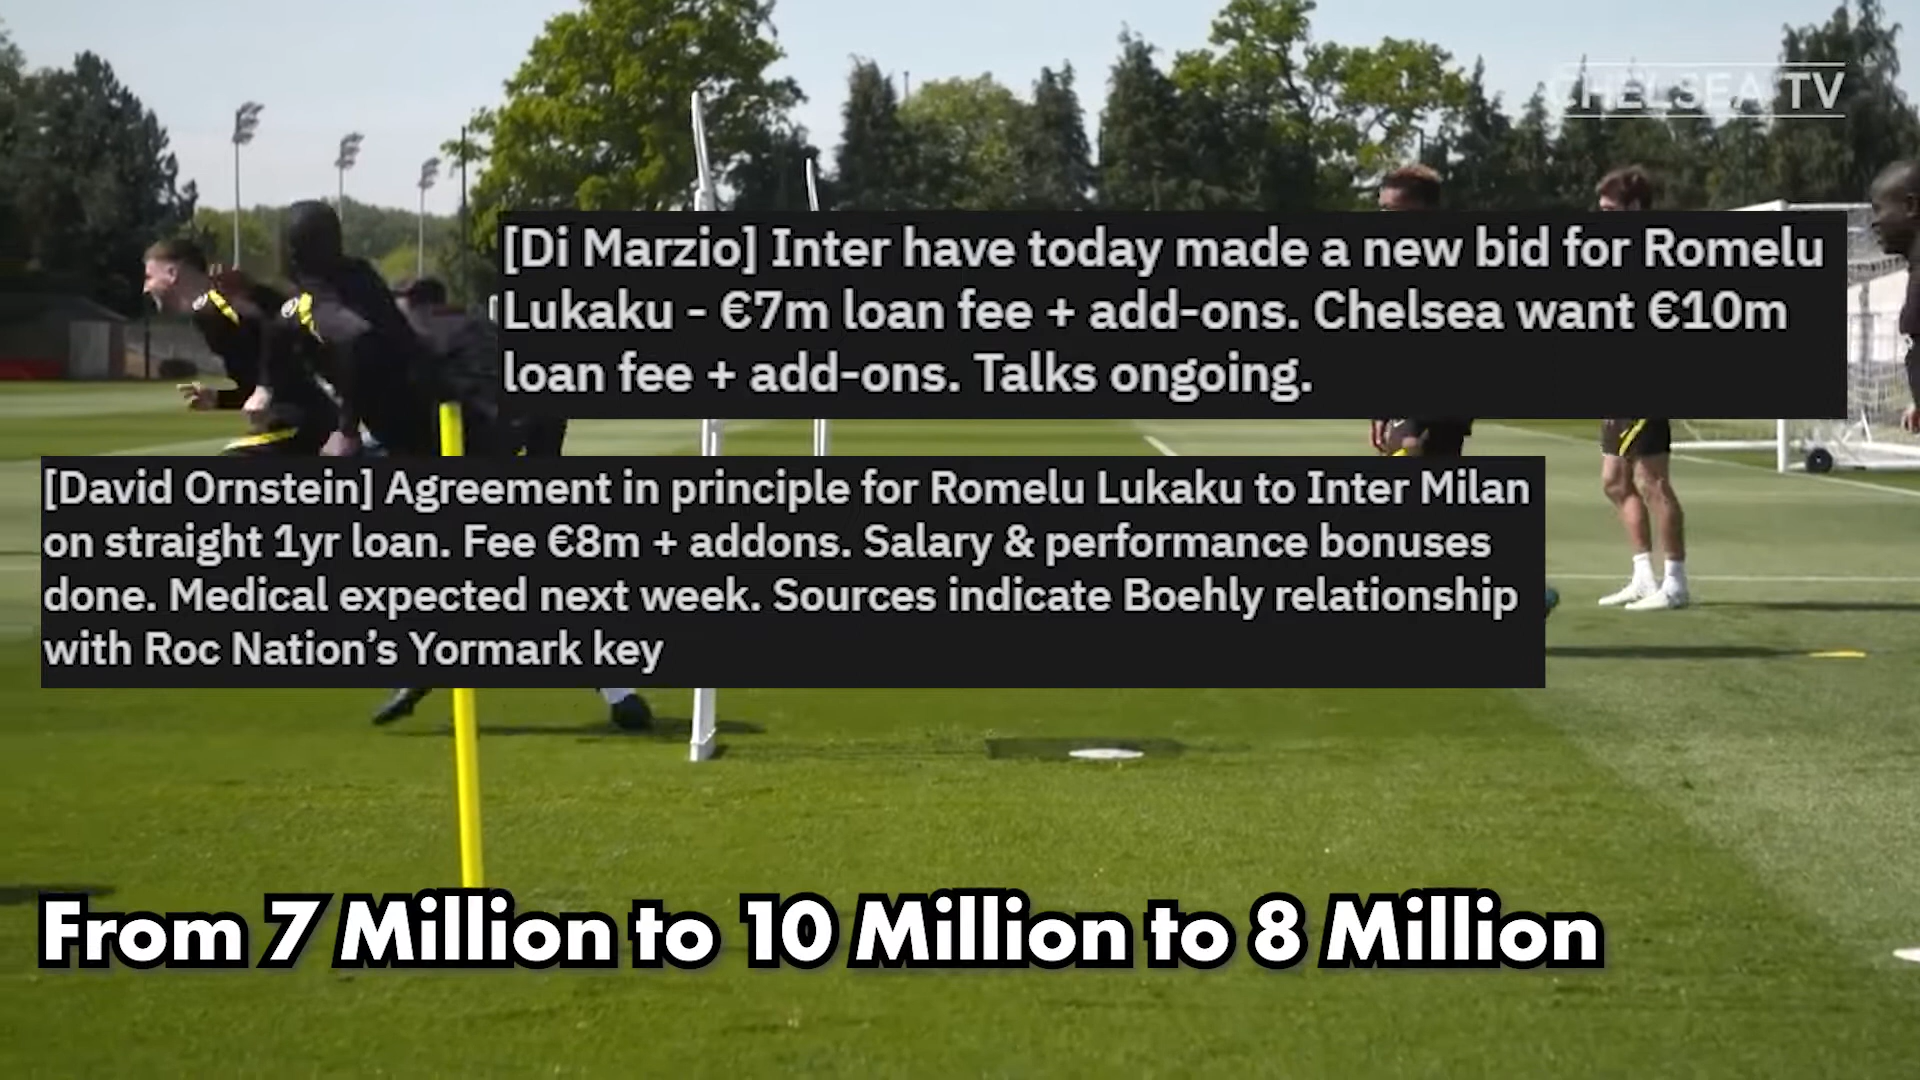 CHELSEA TV
[Di Marzio] Inter have today made a new bid for Romelu
Lukaku - €7m loan fee + add-ons. Chelsea want €10m
loan fee + add-ons. Talks ongoing.
[David Ornstein] Agreement in principle for Romelu Lukaku to Inter Milan
on straight 1yr loan. Fee €8m + addons. Salary & performance bonuses
done. Medical expected next week. Sources indicate Boehly relationship
with Roc Nation’s Yormark key
From 7 Million to 10 Million to 8 Million